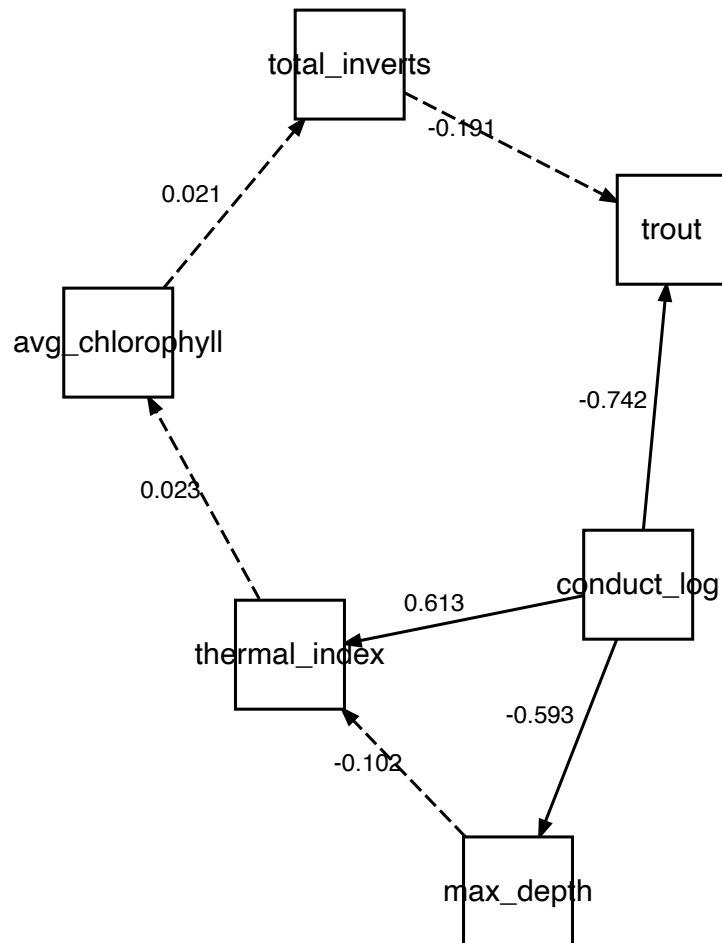 total_inverts
-0.191
0.021
trout
avg_chlorophyll
-0.742
0.023
conduct_log
0.613
thermal_index
-0.593
-0.102
max_depth